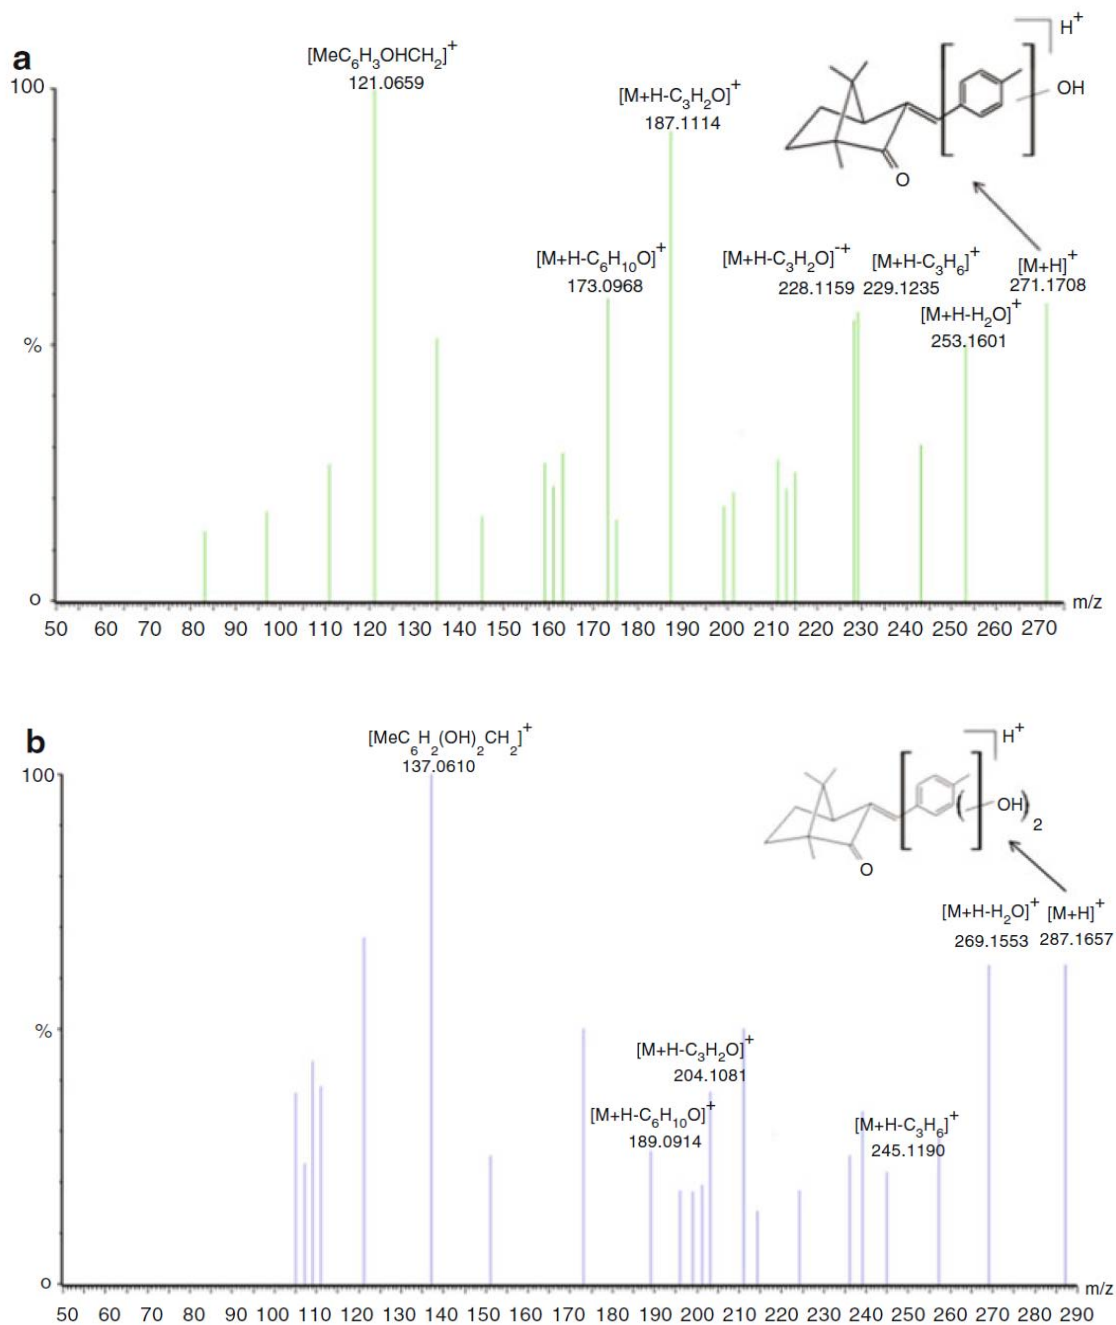 a
[MeC₆H₃OHCH₂]⁺
121.0659
100
[M+H-C₃H₂O]⁺
187.1114
H⁺
OH
O
[M+H-C₆H₁₀O]⁺
173.0968
[M+H-C₃H₂O]⁻⁺
228.1159
[M+H-C₃H₆]⁺
229.1235
[M+H]⁺
271.1708
[M+H-H₂O]⁺
253.1601
%
0
50 60 70 80 90 100 110 120 130 140 150 160 170 180 190 200 210 220 230 240 250 260 270
m/z
b
[MeC₆H₂(OH)₂CH₂]⁺
137.0610
100
H⁺
( OH)₂
O
[M+H-H₂O]⁺
269.1553
[M+H]⁺
287.1657
%
[M+H-C₃H₂O]⁺
204.1081
[M+H-C₆H₁₀O]⁺
189.0914
[M+H-C₃H₆]⁺
245.1190
0
m/z
50 60 70 80 90 100 110 120 130 140 150 160 170 180 190 200 210 220 230 240 250 260 270 280 290